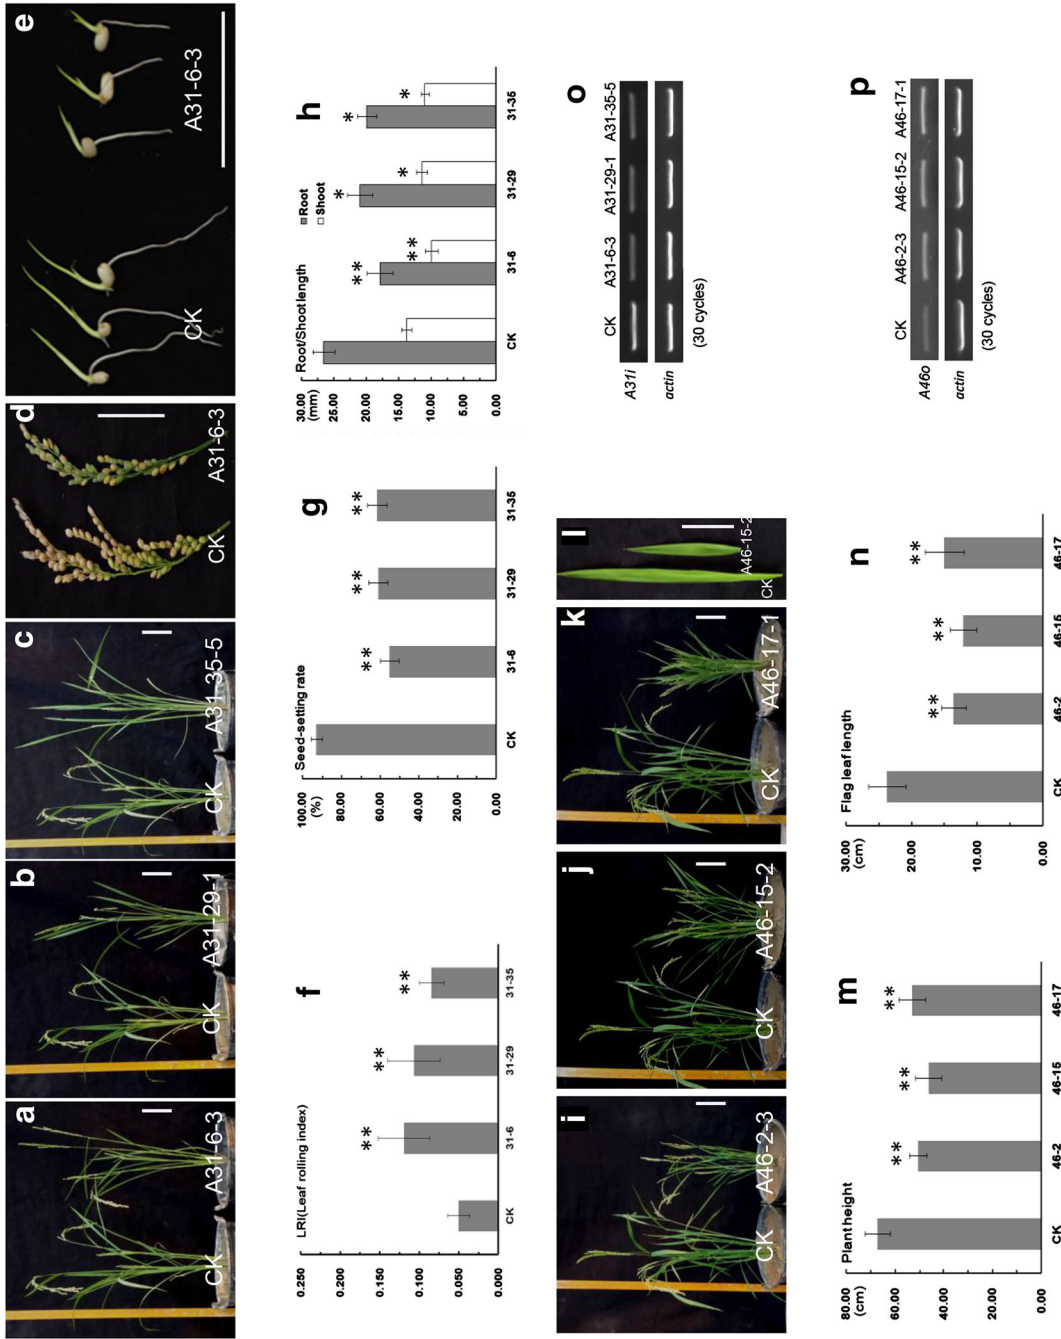 a
CK
A31-6-3
b
CK
A31-29-1
c
CK
A31-35-5
d
CK
A31-6-3
e
CK
A31-6-3
f
LRI(Leaf rolling index)
0.250
0.200
0.150
0.100
0.050
0.000
**
**
**
CK
31-6
31-29
31-35
g
Seed-setting rate
100.00
(%)
80.00
60.00
40.00
20.00
0.00
**
**
**
CK
31-6
31-29
31-35
h
Root/Shoot length
Root
Shoot
30.00
(mm)
25.00
20.00
15.00
10.00
5.00
0.00
** **
* *
* *
CK
31-6
31-29
31-35
i
CK
A46-2-3
j
CK
A46-15-2
k
CK
A46-17-1
l
CK
A46-15-2
m
Plant height
80.00
(cm)
60.00
40.00
20.00
0.00
**
**
**
CK
46-2
46-15
46-17
n
Flag leaf length
30.00
(cm)
20.00
10.00
0.00
**
**
**
CK
46-2
46-15
46-17
o
CK A31-6-3 A31-29-1 A31-35-5
A31i
actin
(30 cycles)
p
CK A46-2-3 A46-15-2 A46-17-1
A46o
actin
(30 cycles)